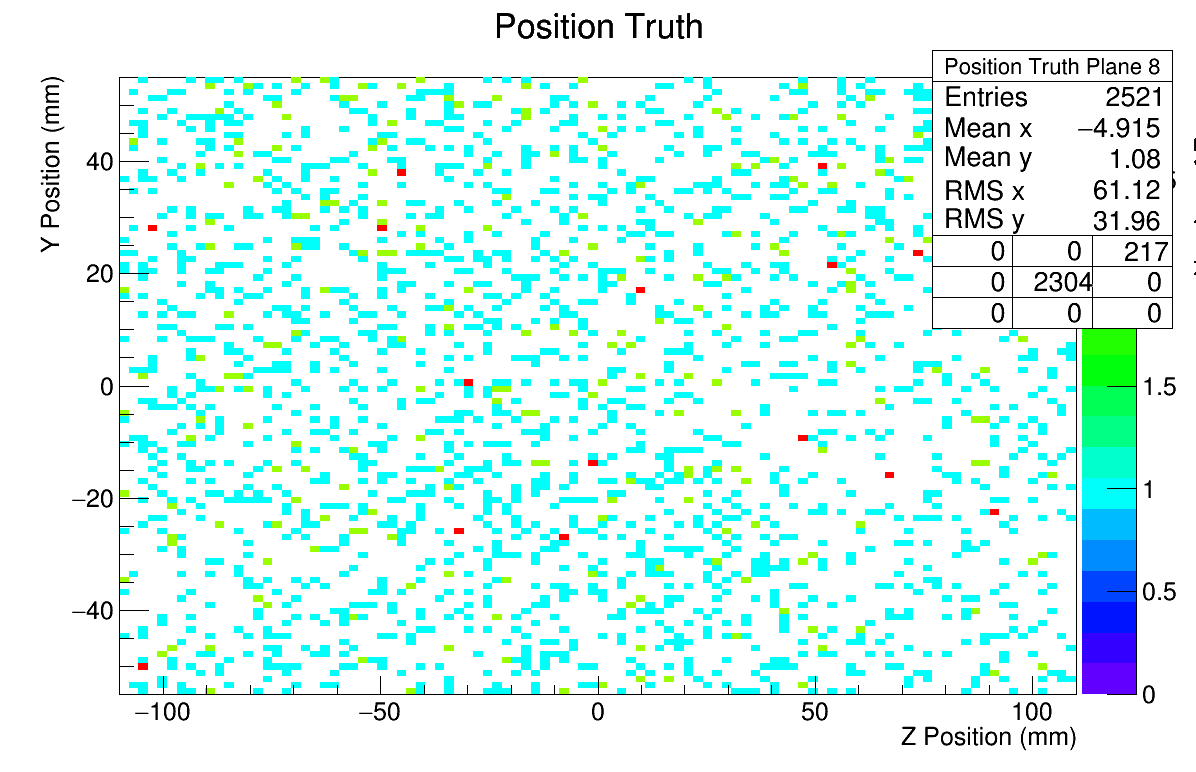 Position Truth
Y Position (mm)
Position Truth Plane 8
Entries 2521
Mean x −4.915
Mean y 1.08
RMS x 61.12
RMS y 31.96
0 0 217
0 2304 0
0 0 0
40
20
0
−20
−40
1.5
1
0.5
0
−100 −50 0 50 100
Z Position (mm)